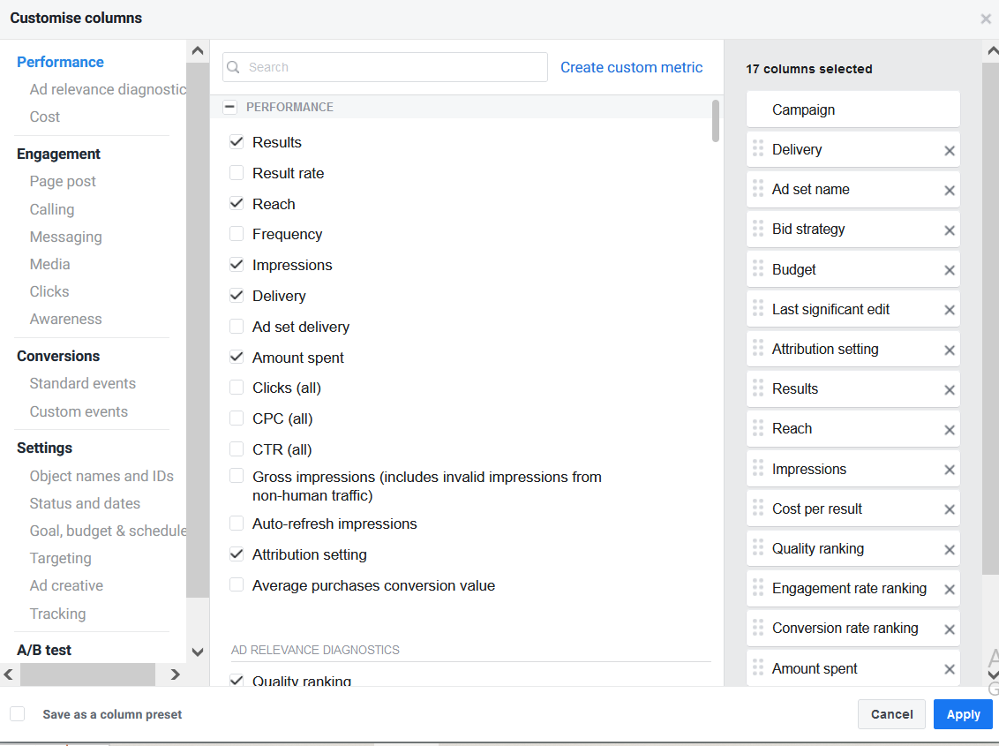 Customise columns
Performance
Ad relevance diagnostic
Cost
Engagement
Page post
Calling
Messaging
Media
Clicks
Awareness
Conversions
Standard events
Custom events
Settings
Object names and IDs
Status and dates
Goal, budget & schedule
Targeting
Ad creative
Tracking
A/B test
Search
Create custom metric
PERFORMANCE
Results
Result rate
Reach
Frequency
Impressions
Delivery
Ad set delivery
Amount spent
Clicks (all)
CPC (all)
CTR (all)
Gross impressions (includes invalid impressions from
non-human traffic)
Auto-refresh impressions
Attribution setting
Average purchases conversion value
AD RELEVANCE DIAGNOSTICS
Quality ranking
17 columns selected
Campaign
Delivery
Ad set name
Bid strategy
Budget
Last significant edit
Attribution setting
Results
Reach
Impressions
Cost per result
Quality ranking
Engagement rate ranking
Conversion rate ranking
Amount spent
Save as a column preset
Cancel
Apply